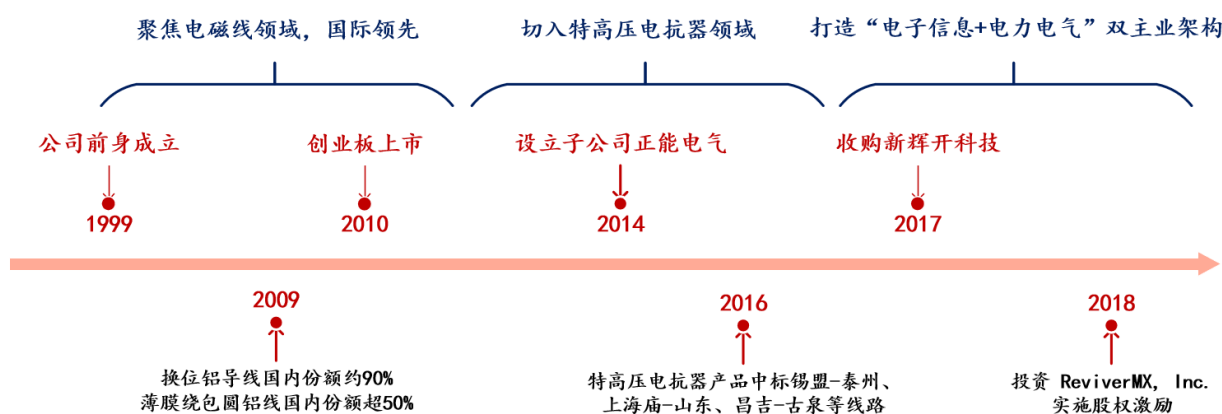 聚焦电磁线领域，国际领先
切入特高压电抗器领域
打造“电子信息+电力电气”双主业架构
公司前身成立
创业板上市
设立子公司正能电气
收购新辉开科技
1999
2010
2014
2017
2009
2016
2018
换位铝导线国内份额约90%
薄膜绕包圆铝线国内份额超50%
特高压电抗器产品中标锡盟-泰州、
上海庙-山东、昌吉-古泉等线路
投资 ReviverMX, Inc.
实施股权激励